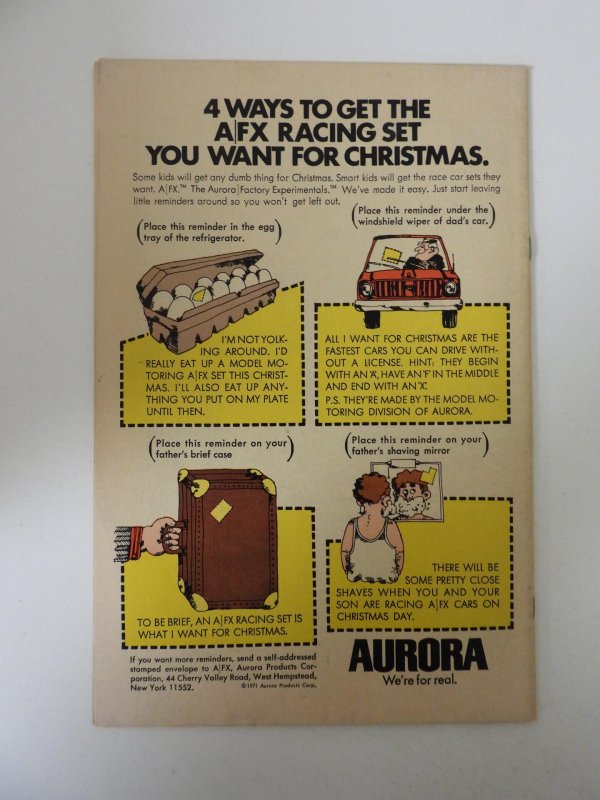 4 WAYS TO GET THE
A|FX RACING SET
YOU WANT FOR CHRISTMAS.
Some kids will get any dumb thing for Christmas. Smart kids will get the race car sets they
want. A|FX.™ The Aurora|Factory Experimentals.™ We've made it easy. Just start leaving
little reminders around so you won't get left out.
(Place this reminder in the egg
tray of the refrigerator.)
I'M NOT YOLK-
ING AROUND. I'D
REALLY EAT UP A MODEL MO-
TORING A|FX SET THIS CHRIST-
MAS. I'LL ALSO EAT UP ANY-
THING YOU PUT ON MY PLATE
UNTIL THEN.
(Place this reminder under the
windshield wiper of dad's car.)
ALL I WANT FOR CHRISTMAS ARE THE
FASTEST CARS YOU CAN DRIVE WITH-
OUT A LICENSE. HINT: THEY BEGIN
WITH AN 'A', HAVE AN 'F' IN THE MIDDLE
AND END WITH AN 'X'.
P.S. THEY'RE MADE BY THE MODEL MO-
TORING DIVISION OF AURORA.
(Place this reminder on your
father's brief case)
TO BE BRIEF, AN A|FX RACING SET IS
WHAT I WANT FOR CHRISTMAS.
(Place this reminder on your
father's shaving mirror)
THERE WILL BE
SOME PRETTY CLOSE
SHAVES WHEN YOU AND YOUR
SON ARE RACING A|FX CARS ON
CHRISTMAS DAY.
If you want more reminders, send a self-addressed
stamped envelope to A|FX, Aurora Products Cor-
poration, 44 Cherry Valley Road, West Hempstead,
New York 11552. ©1971 Aurora Products Corp.
AURORA
We're for real.